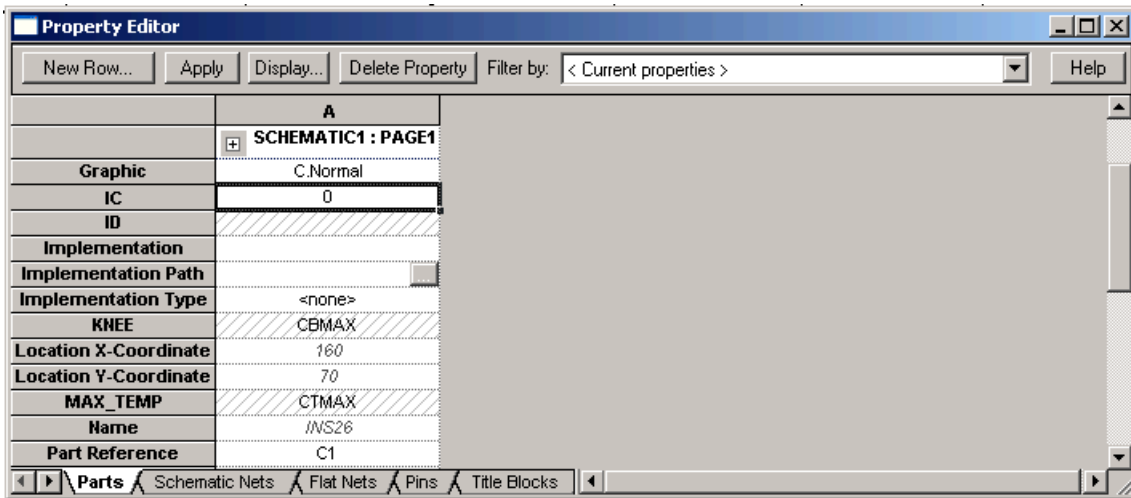 Property Editor
New Row... Apply Display... Delete Property Filter by: < Current properties > Help
A
SCHEMATIC1 : PAGE1
Graphic C.Normal
IC 0
ID
Implementation
Implementation Path ...
Implementation Type <none>
KNEE CBMAX
Location X-Coordinate 160
Location Y-Coordinate 70
MAX_TEMP CTMAX
Name INS26
Part Reference C1
Parts Schematic Nets Flat Nets Pins Title Blocks